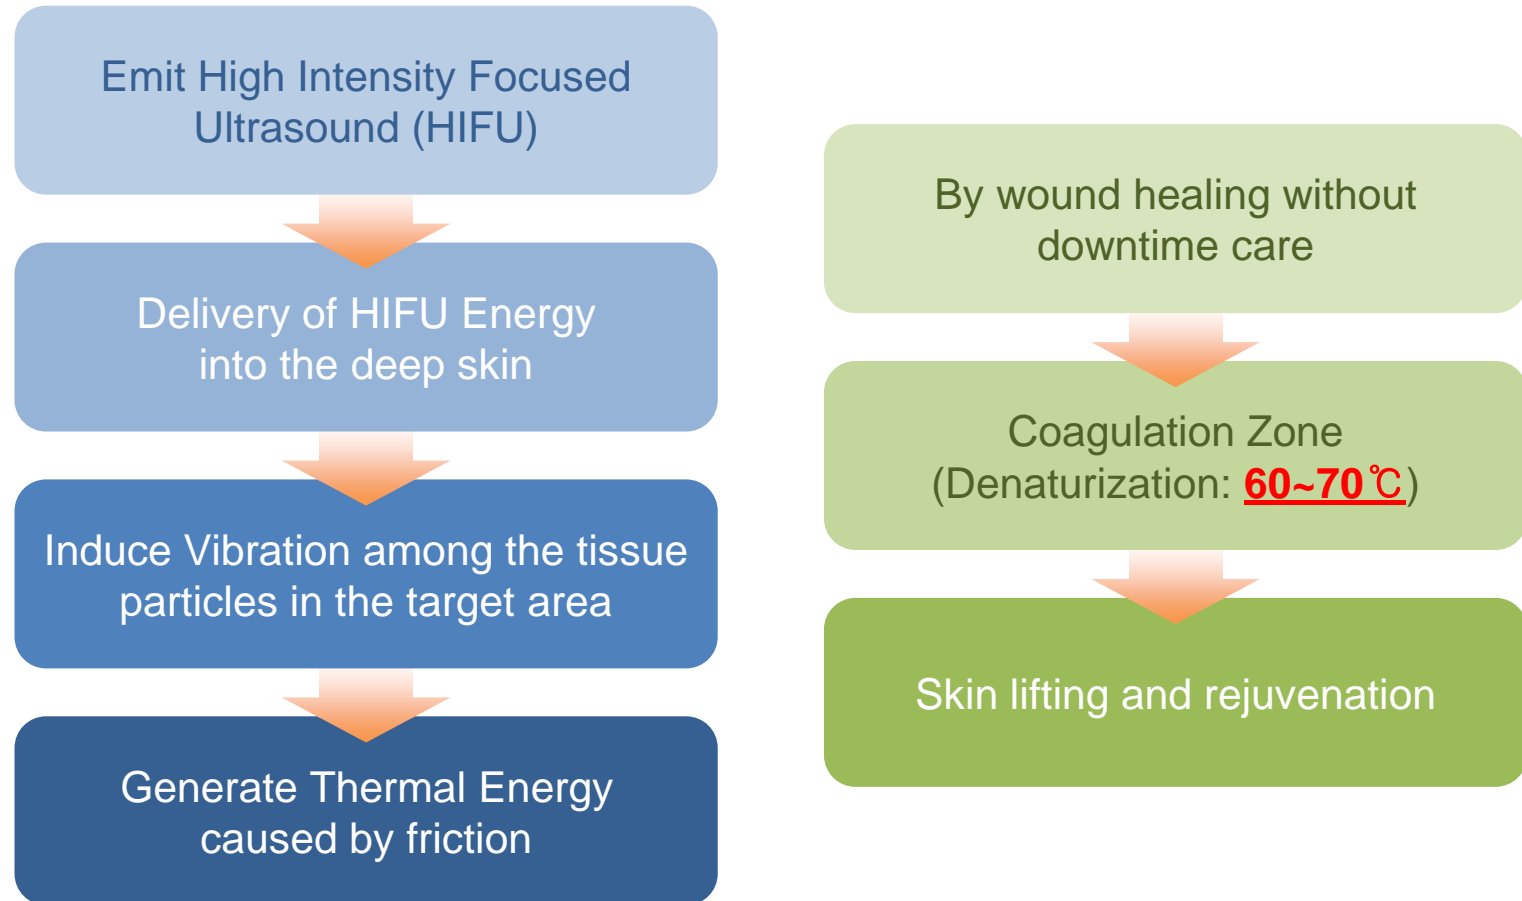 Emit High Intensity Focused
Ultrasound (HIFU)
Delivery of HIFU Energy
into the deep skin
Induce Vibration among the tissue
particles in the target area
Generate Thermal Energy
caused by friction
By wound healing without
downtime care
Coagulation Zone
(Denaturization: 60~70℃)
Skin lifting and rejuvenation